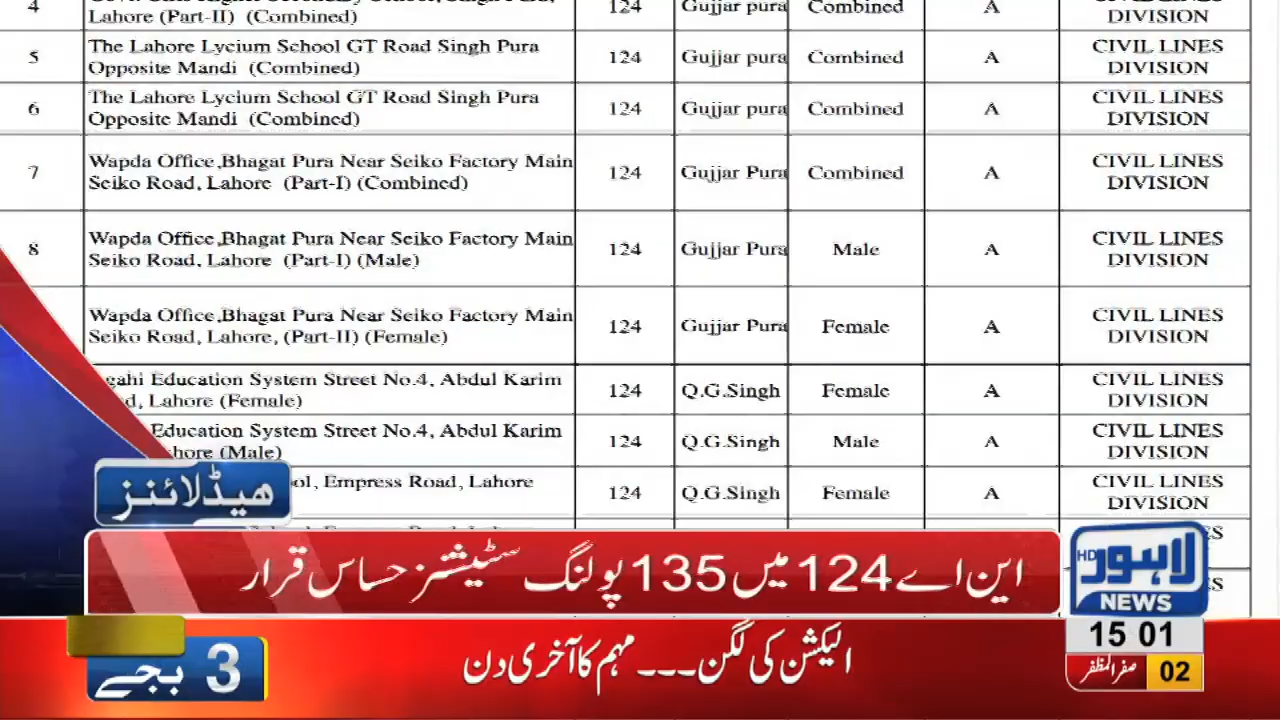 4
Lahore (Part-II) (Combined)
124
Gujjar pura
Combined
A
DIVISION
5
The Lahore Lycium School GT Road Singh Pura
Opposite Mandi (Combined)
124
Gujjar pura
Combined
A
CIVIL LINES
DIVISION
6
The Lahore Lycium School GT Road Singh Pura
Opposite Mandi (Combined)
124
Gujjar pura
Combined
A
CIVIL LINES
DIVISION
7
Wapda Office,Bhagat Pura Near Seiko Factory Main
Seiko Road, Lahore (Part-I) (Combined)
124
Gujjar Pura
Combined
A
CIVIL LINES
DIVISION
8
Wapda Office,Bhagat Pura Near Seiko Factory Main
Seiko Road, Lahore (Part-I) (Male)
124
Gujjar Pura
Male
A
CIVIL LINES
DIVISION
Wapda Office,Bhagat Pura Near Seiko Factory Main
Seiko Road, Lahore, (Part-II) (Female)
124
Gujjar Pura
Female
A
CIVIL LINES
DIVISION
Education System Street No.4, Abdul Karim
Lahore (Female)
124
Q.G.Singh
Female
A
CIVIL LINES
DIVISION
Education System Street No.4, Abdul Karim
(Male)
124
Q.G.Singh
Male
A
CIVIL LINES
DIVISION
Empress Road, Lahore
124
Q.G.Singh
Female
A
CIVIL LINES
DIVISION
ہیڈلائنز
این اے 124 میں 135 پولنگ سٹیشنز حساس قرار
لاہور HD
NEWS
15 01
02 صفر المظفر
3 بجے
الیکشن کی لگن ۔۔۔ مہم کا آخری دن